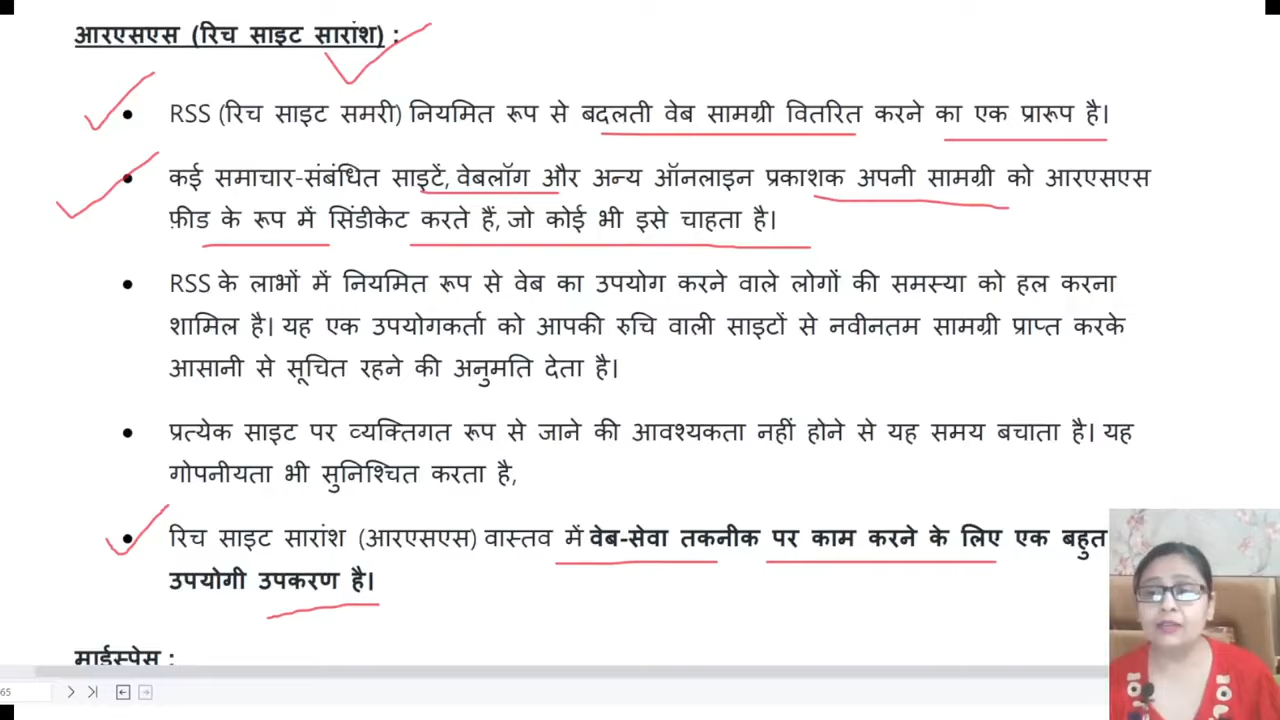 आरएसएस (रिच साइट सारांश) :
• RSS (रिच साइट समरी) नियमित रूप से बदलती वेब सामग्री वितरित करने का एक प्रारूप है।
• कई समाचार-संबंधित साइटें, वेबलॉग और अन्य ऑनलाइन प्रकाशक अपनी सामग्री को आरएसएस
फ़ीड के रूप में सिंडीकेट करते हैं, जो कोई भी इसे चाहता है।
• RSS के लाभों में नियमित रूप से वेब का उपयोग करने वाले लोगों की समस्या को हल करना
शामिल है। यह एक उपयोगकर्ता को आपकी रुचि वाली साइटों से नवीनतम सामग्री प्राप्त करके
आसानी से सूचित रहने की अनुमति देता है।
• प्रत्येक साइट पर व्यक्तिगत रूप से जाने की आवश्यकता नहीं होने से यह समय बचाता है। यह
गोपनीयता भी सुनिश्चित करता है,
• रिच साइट सारांश (आरएसएस) वास्तव में वेब-सेवा तकनीक पर काम करने के लिए एक बहुत
उपयोगी उपकरण है।
माईस्पेस :
65